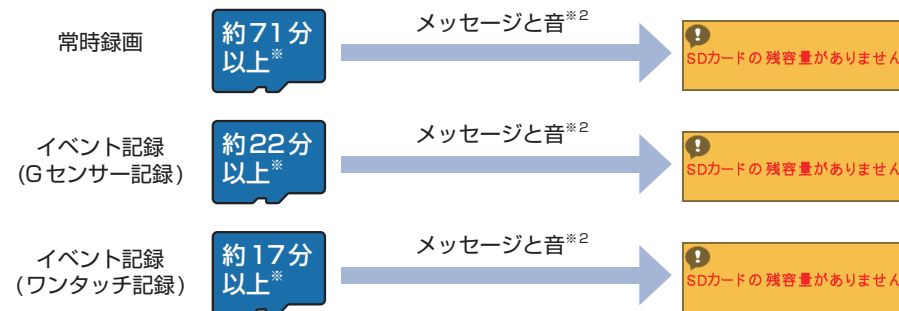 常時録画
約71分
以上※
メッセージと音※2
SDカードの残容量がありません
イベント記録
(Gセンサー記録)
約22分
以上※
メッセージと音※2
SDカードの残容量がありません
イベント記録
(ワンタッチ記録)
約17分
以上※
メッセージと音※2
SDカードの残容量がありません